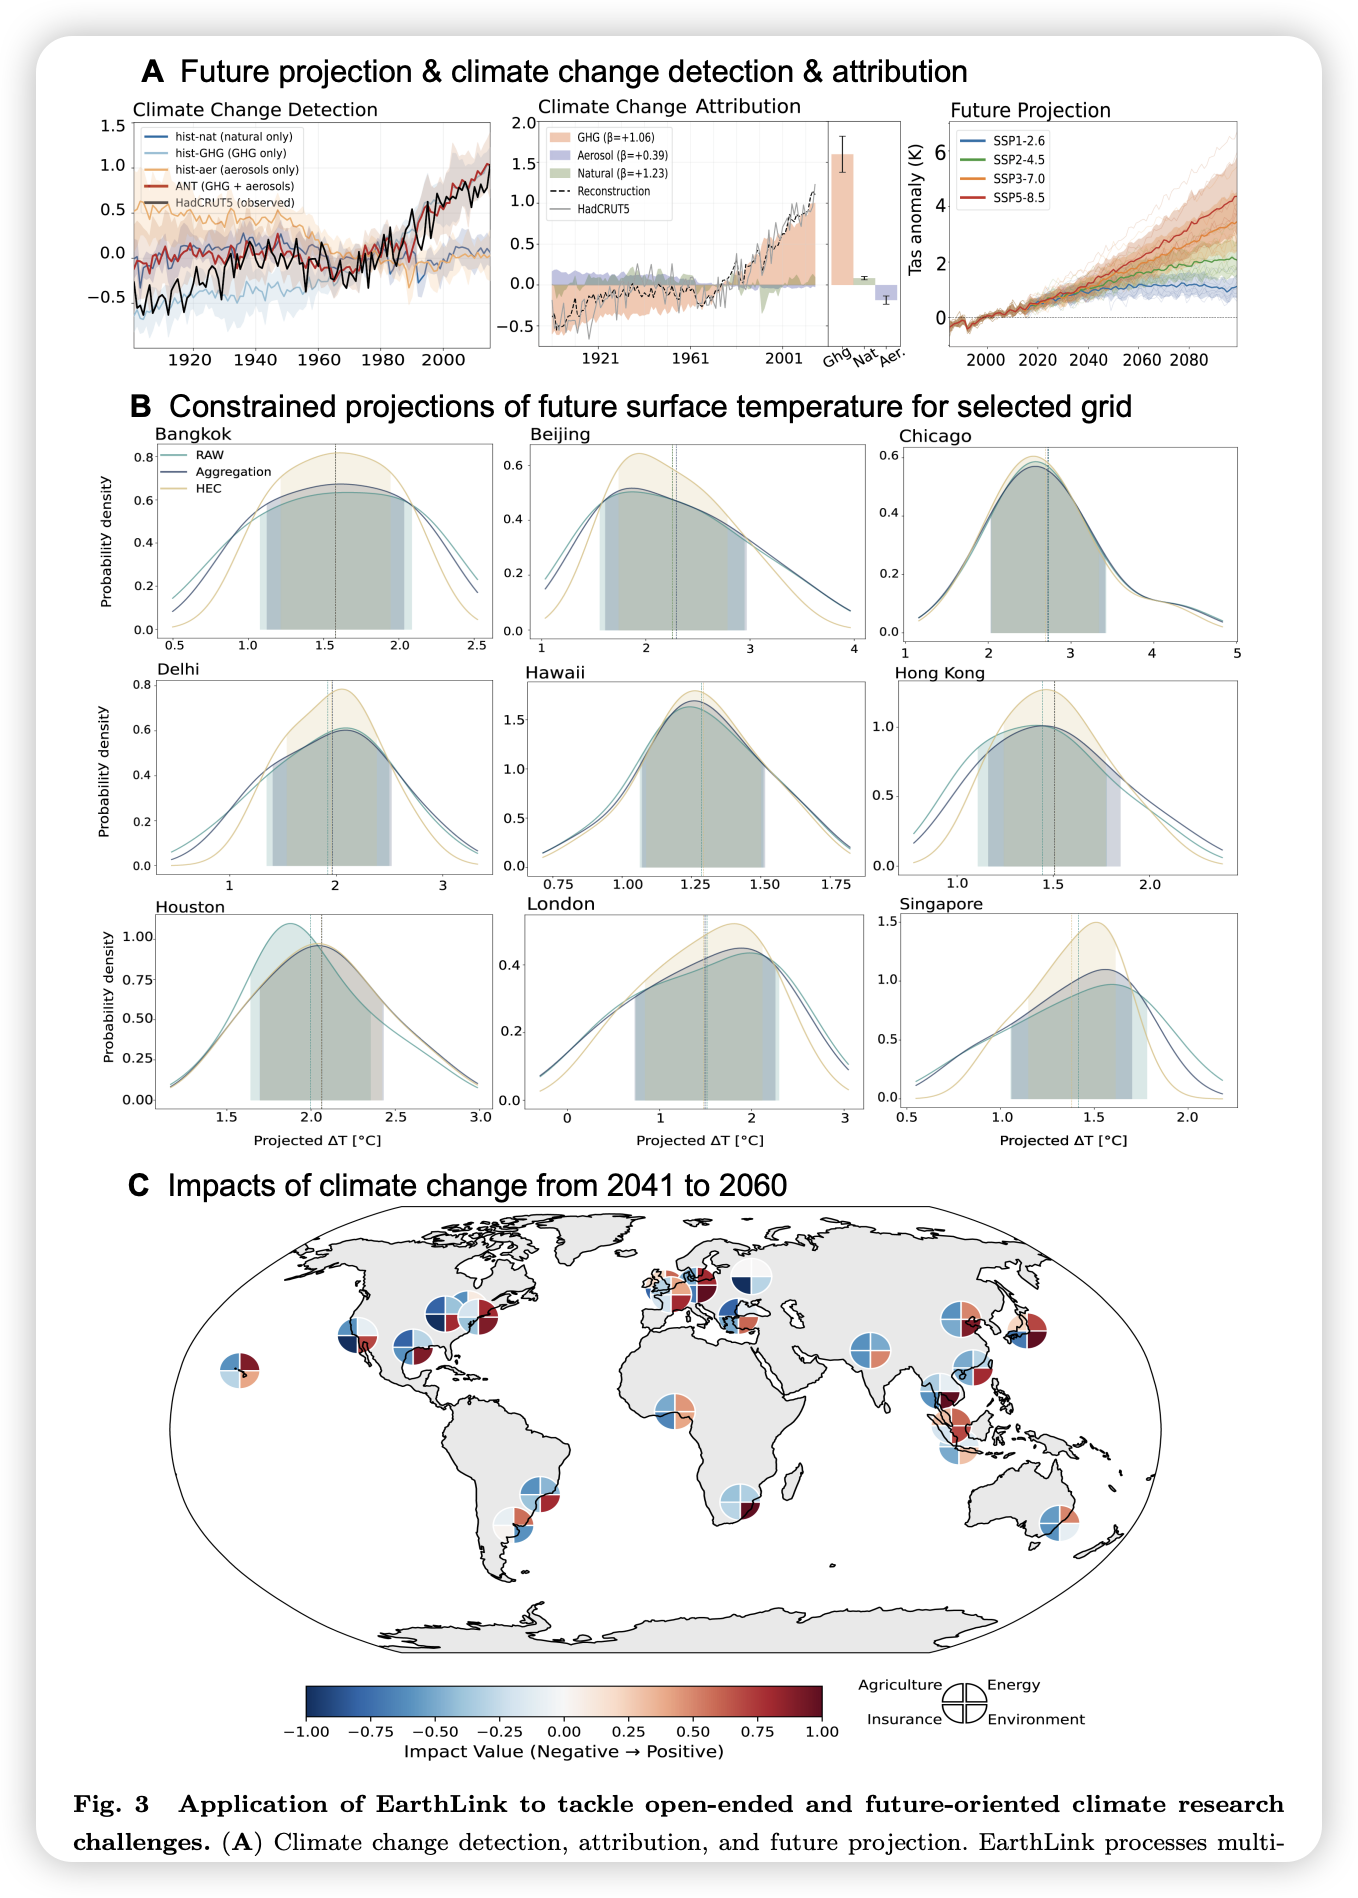 A Future projection & climate change detection & attribution
Climate Change Detection
1.5
1.0
0.5
0.0
−0.5
hist-nat (natural only)
hist-GHG (GHG only)
hist-aer (aerosols only)
ANT (GHG + aerosols)
HadCRUT5 (observed)
1920 1940 1960 1980 2000
Climate Change Attribution
2.0
1.5
1.0
0.5
0.0
−0.5
GHG (β=+1.06)
Aerosol (β=+0.39)
Natural (β=+1.23)
Reconstruction
HadCRUT5
1921 1961 2001
Ghg Nat Aer.
Future Projection
Tas anomaly (K)
6
4
2
0
SSP1-2.6
SSP2-4.5
SSP3-7.0
SSP5-8.5
2000 2020 2040 2060 2080
B Constrained projections of future surface temperature for selected grid
Bangkok
Probability density
0.8
0.6
0.4
0.2
0.0
RAW
Aggregation
HEC
0.5 1.0 1.5 2.0 2.5
Beijing
0.6
0.4
0.2
0.0
1 2 3 4
Chicago
0.6
0.4
0.2
0.0
1 2 3 4 5
Delhi
Probability density
0.8
0.6
0.4
0.2
0.0
1 2 3
Hawaii
1.5
1.0
0.5
0.0
0.75 1.00 1.25 1.50 1.75
Hong Kong
1.0
0.5
0.0
1.0 1.5 2.0
Houston
Probability density
1.00
0.75
0.50
0.25
0.00
1.5 2.0 2.5 3.0
Projected ΔT [°C]
London
0.4
0.2
0.0
0 1 2 3
Projected ΔT [°C]
Singapore
1.5
1.0
0.5
0.0
0.5 1.0 1.5 2.0
Projected ΔT [°C]
C Impacts of climate change from 2041 to 2060
−1.00 −0.75 −0.50 −0.25 0.00 0.25 0.50 0.75 1.00
Impact Value (Negative → Positive)
Agriculture Energy
Insurance Environment
Fig. 3 Application of EarthLink to tackle open-ended and future-oriented climate research
challenges. (A) Climate change detection, attribution, and future projection. EarthLink processes multi-